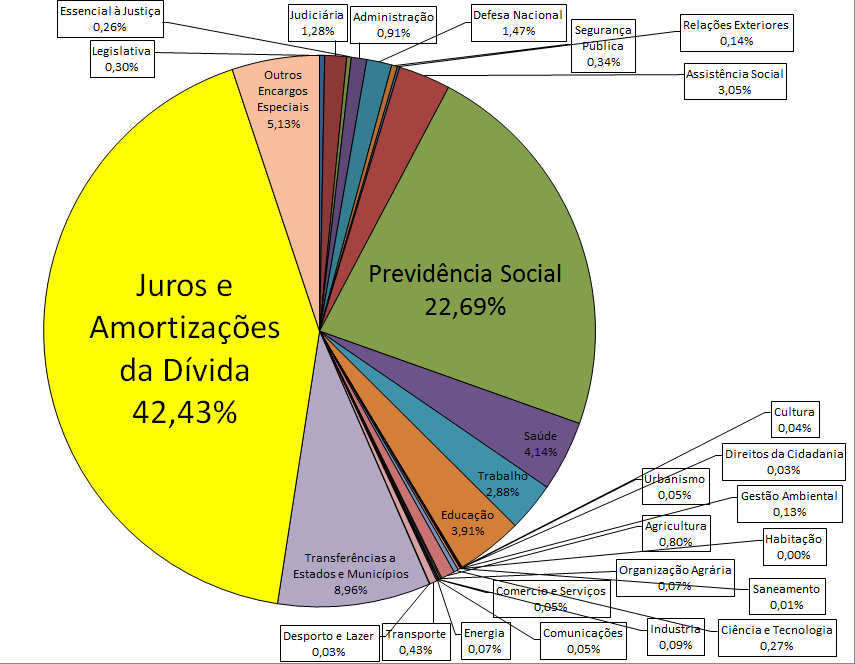 Essencial à Justiça
0,26%
Judiciária
1,28%
Administração
0,91%
Defesa Nacional
1,47%
Segurança
Pública
0,34%
Relações Exteriores
0,14%
Legislativa
0,30%
Assistência Social
3,05%
Outros
Encargos
Especiais
5,13%
Previdência Social
22,69%
Juros e
Amortizações
da Dívida
42,43%
Saúde
4,14%
Trabalho
2,88%
Educação
3,91%
Transferências a
Estados e Municípios
8,96%
Cultura
0,04%
Direitos da Cidadania
0,03%
Urbanismo
0,05%
Gestão Ambiental
0,13%
Agricultura
0,80%
Habitação
0,00%
Organização Agrária
0,07%
Saneamento
0,01%
Comercio e Serviços
0,05%
Desporto e Lazer
0,03%
Transporte
0,43%
Energia
0,07%
Comunicações
0,05%
Industria
0,09%
Ciência e Tecnologia
0,27%